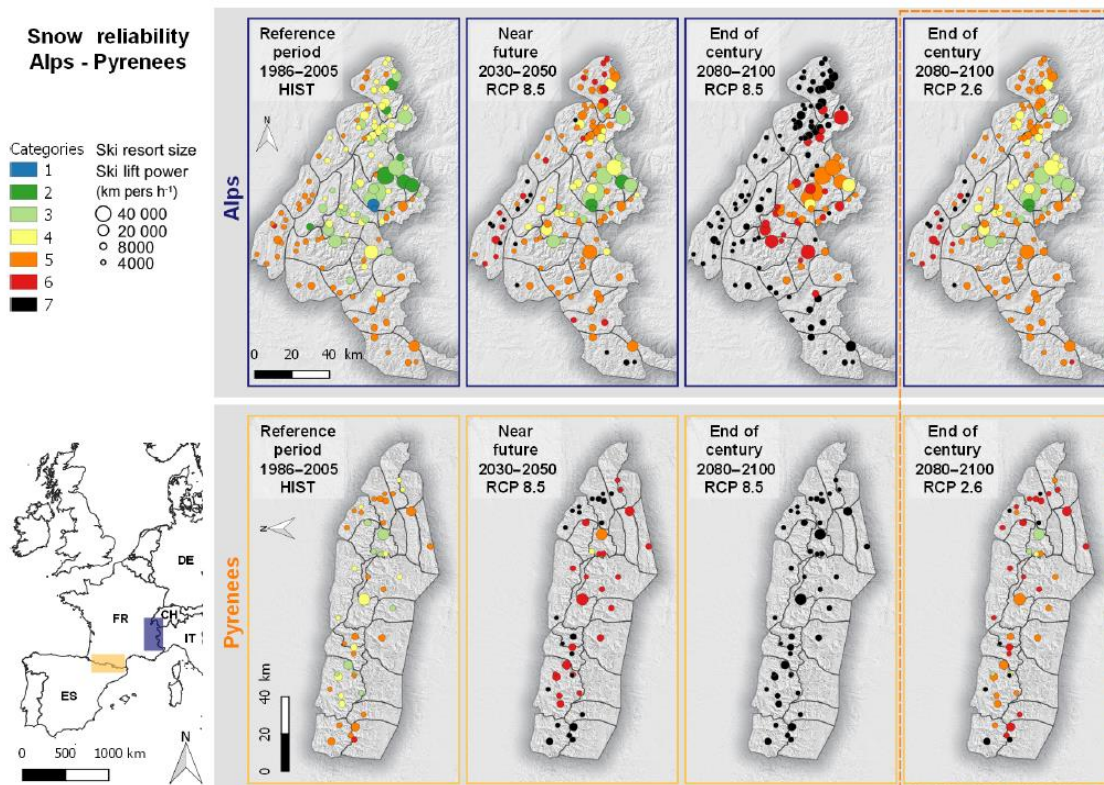 Snow reliability
Alps - Pyrenees
Categories
1
2
3
4
5
6
7
Ski resort size
Ski lift power
(km pers h⁻¹)
40 000
20 000
8000
4000
Alps
Reference
period
1986–2005
HIST
N
0 20 40 km
Near
future
2030–2050
RCP 8.5
End of
century
2080–2100
RCP 8.5
End of
century
2080–2100
RCP 2.6
Pyrenees
Reference
period
1986–2005
HIST
N
0 20 40 km
Near
future
2030–2050
RCP 8.5
End of
century
2080–2100
RCP 8.5
End of
century
2080–2100
RCP 2.6
DE
FR
CH
IT
ES
0 500 1000 km
N